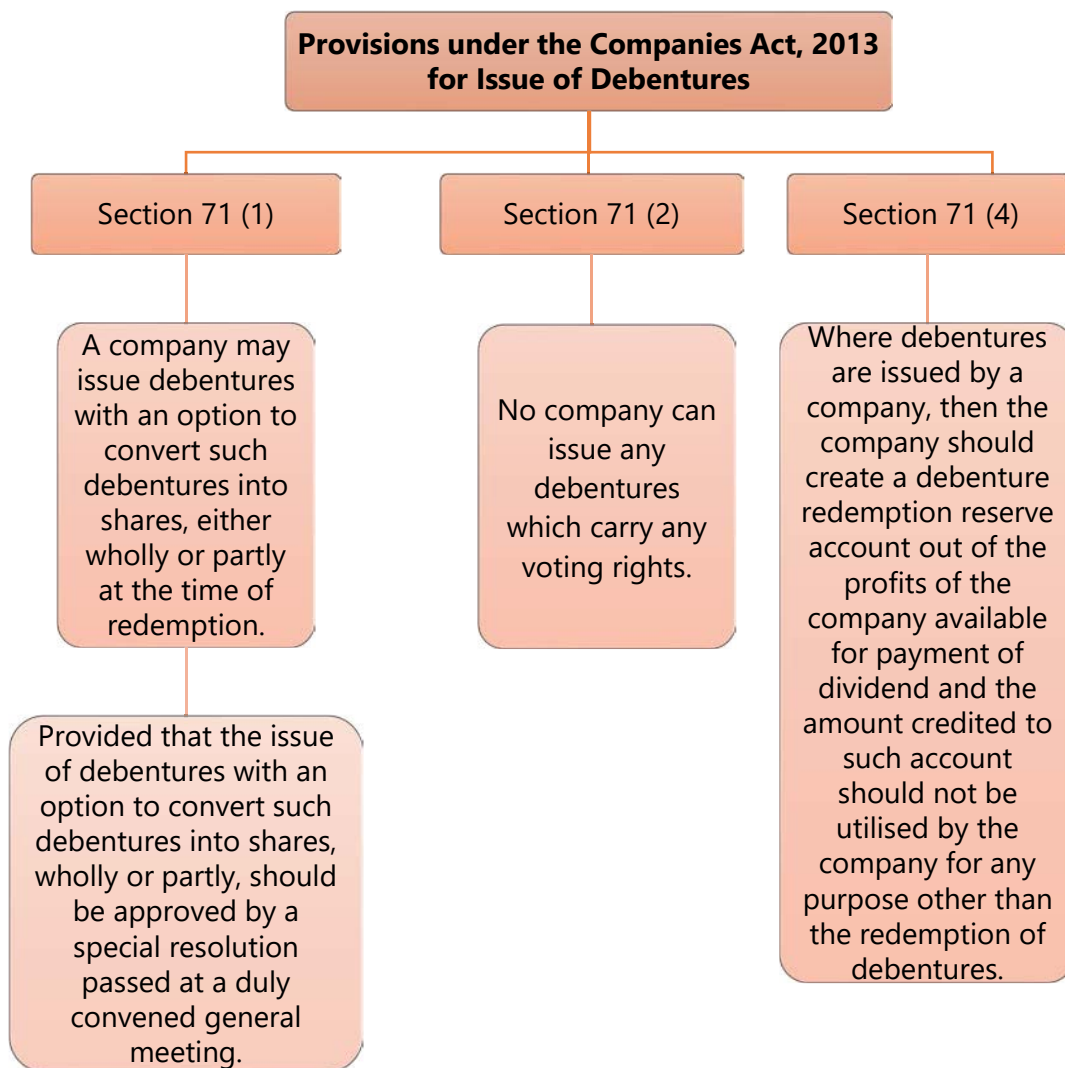 Provisions under the Companies Act, 2013
for Issue of Debentures
Section 71 (1)
A company may
issue debentures
with an option to
convert such
debentures into
shares, either
wholly or partly
at the time of
redemption.
Provided that the issue
of debentures with an
option to convert such
debentures into shares,
wholly or partly, should
be approved by a
special resolution
passed at a duly
convened general
meeting.
Section 71 (2)
No company can
issue any
debentures
which carry any
voting rights.
Section 71 (4)
Where debentures
are issued by a
company, then the
company should
create a debenture
redemption reserve
account out of the
profits of the
company available
for payment of
dividend and the
amount credited to
such account
should not be
utilised by the
company for any
purpose other than
the redemption of
debentures.